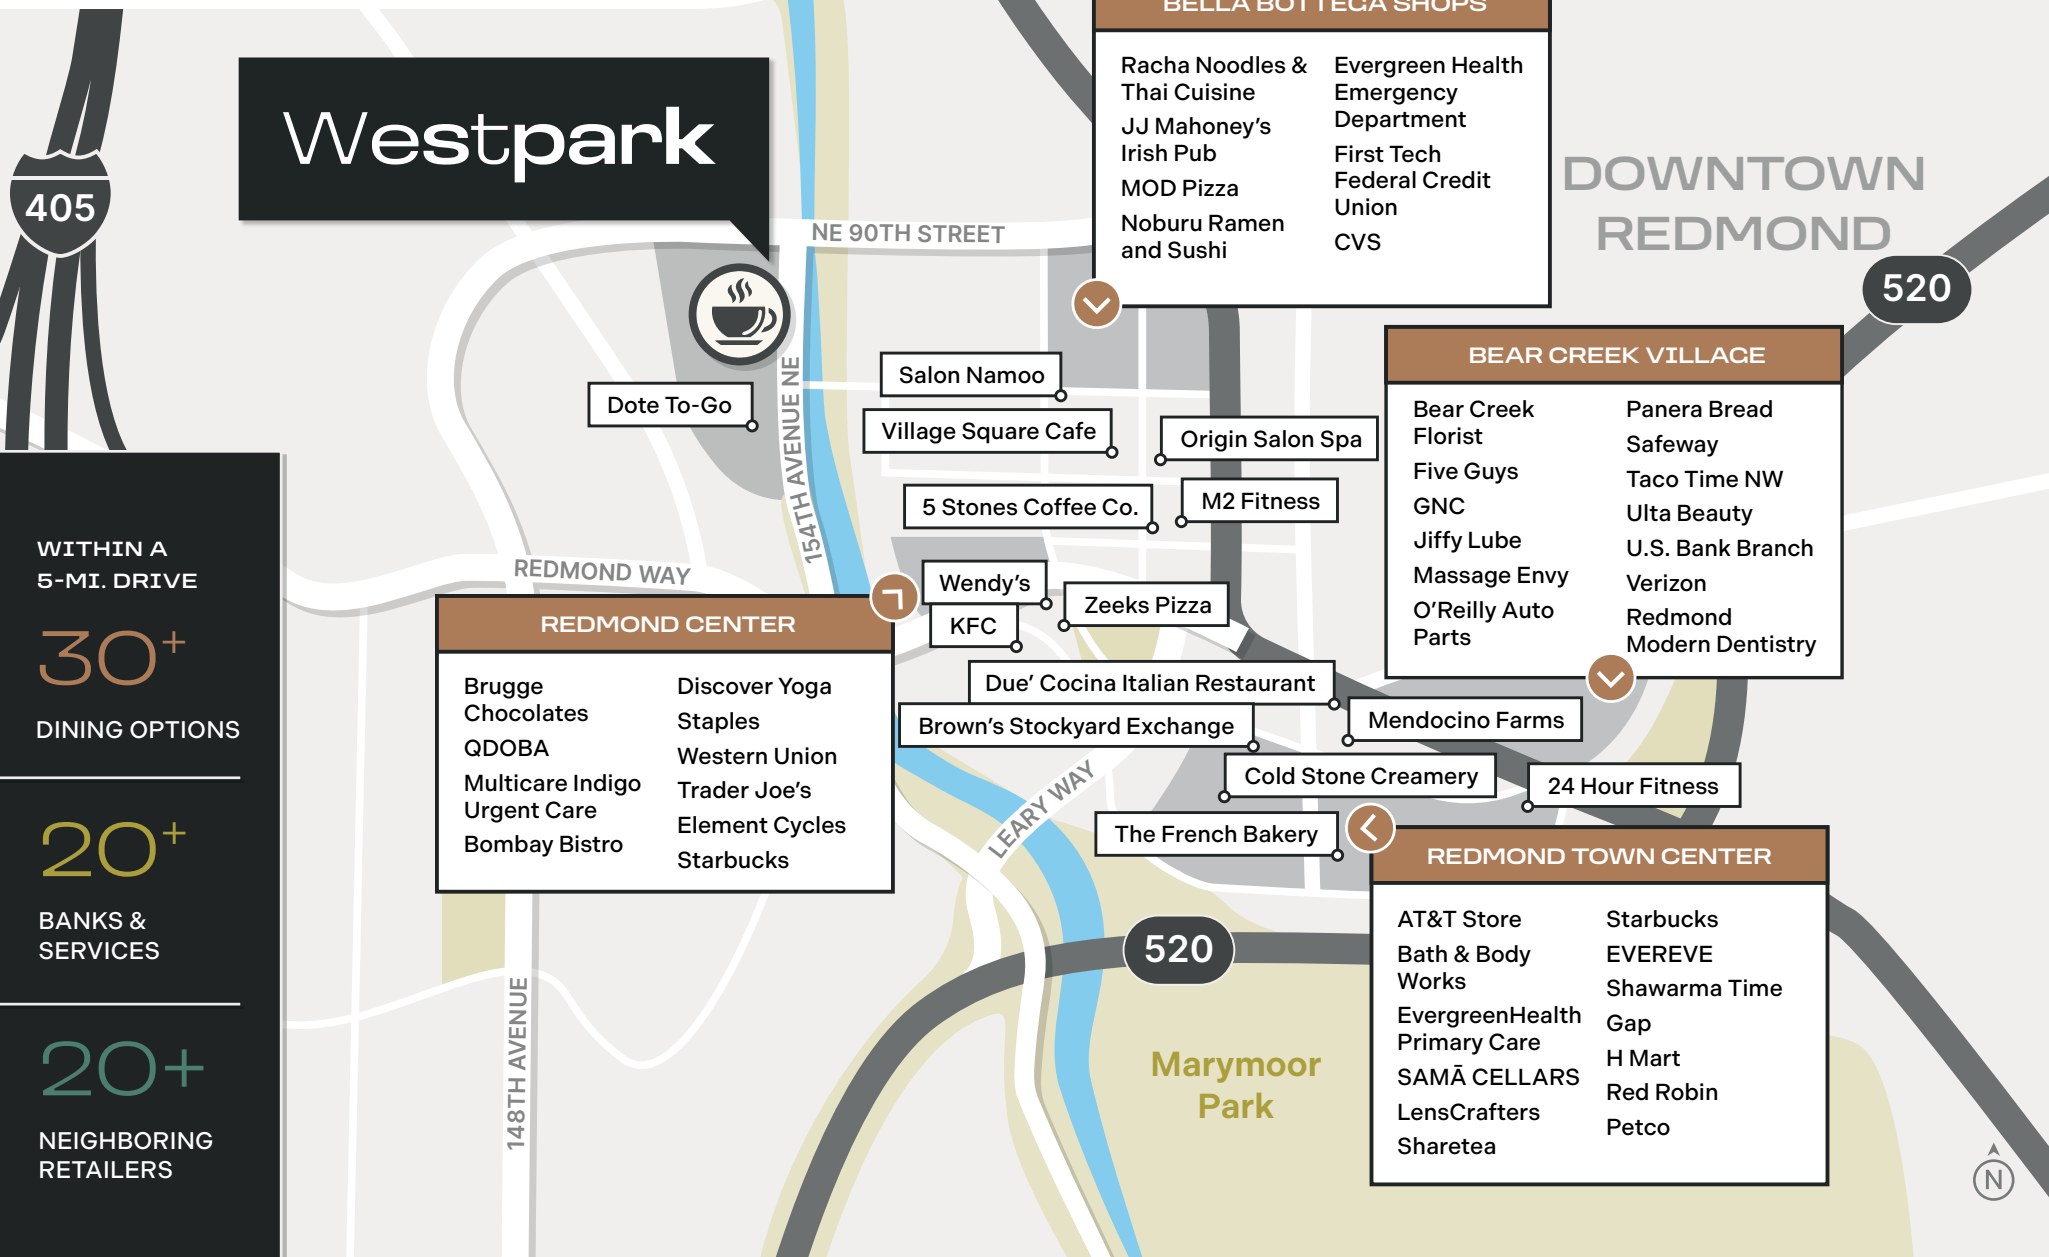 BELLA BOTTEGA SHOPS
Racha Noodles &
Thai Cuisine
JJ Mahoney's
Irish Pub
MOD Pizza
Noburu Ramen
and Sushi
Evergreen Health
Emergency
Department
First Tech
Federal Credit
Union
CVS
Westpark
405
DOWNTOWN
REDMOND
520
NE 90TH STREET
154TH AVENUE NE
Dote To-Go
Salon Namoo
Village Square Cafe
Origin Salon Spa
5 Stones Coffee Co.
M2 Fitness
BEAR CREEK VILLAGE
Bear Creek
Florist
Five Guys
GNC
Jiffy Lube
Massage Envy
O'Reilly Auto
Parts
Panera Bread
Safeway
Taco Time NW
Ulta Beauty
U.S. Bank Branch
Verizon
Redmond
Modern Dentistry
WITHIN A
5-MI. DRIVE
30+
DINING OPTIONS
20+
BANKS &
SERVICES
20+
NEIGHBORING
RETAILERS
REDMOND WAY
Wendy's
KFC
Zeeks Pizza
REDMOND CENTER
Brugge
Chocolates
QDOBA
Multicare Indigo
Urgent Care
Bombay Bistro
Discover Yoga
Staples
Western Union
Trader Joe's
Element Cycles
Starbucks
Due' Cocina Italian Restaurant
Brown's Stockyard Exchange
Mendocino Farms
Cold Stone Creamery
24 Hour Fitness
The French Bakery
LEARY WAY
148TH AVENUE
520
Marymoor
Park
REDMOND TOWN CENTER
AT&T Store
Bath & Body
Works
EvergreenHealth
Primary Care
SAMĀ CELLARS
LensCrafters
Sharetea
Starbucks
EVEREVE
Shawarma Time
Gap
H Mart
Red Robin
Petco
N